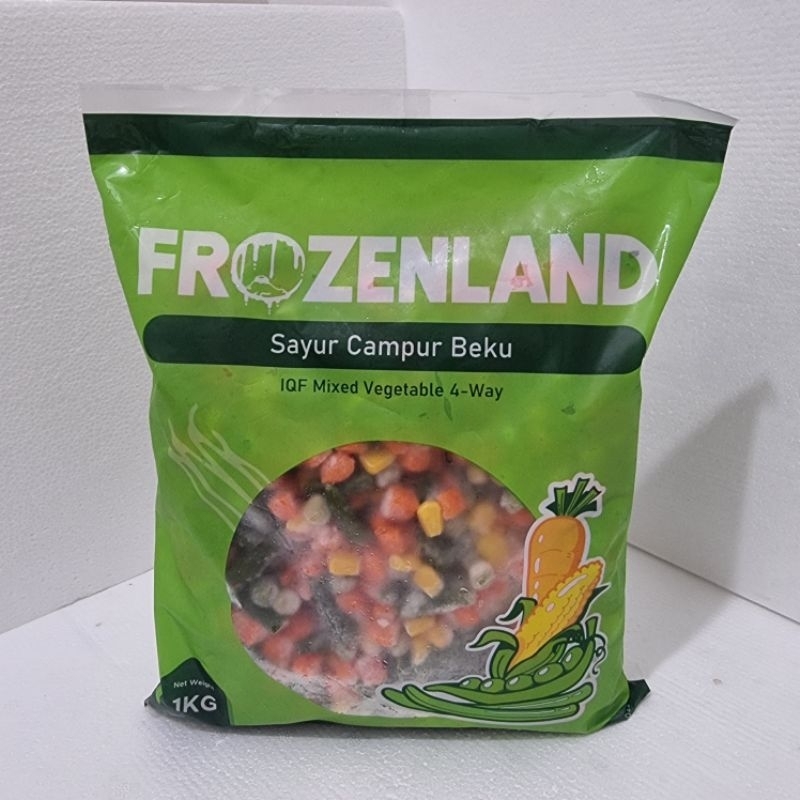 FROZENLAND
Sayur Campur Beku
IQF Mixed Vegetable 4-Way
Net Weight
1KG